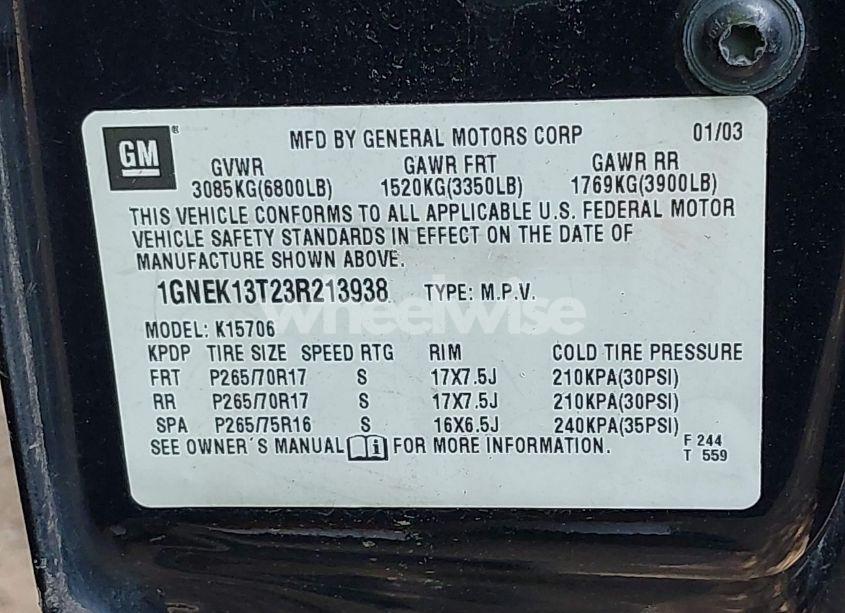 GM ® MFD BY GENERAL MOTORS CORP 01/03
GVWR GAWR FRT GAWR RR
3085KG(6800LB) 1520KG(3350LB) 1769KG(3900LB)
THIS VEHICLE CONFORMS TO ALL APPLICABLE U.S. FEDERAL MOTOR
VEHICLE SAFETY STANDARDS IN EFFECT ON THE DATE OF
MANUFACTURE SHOWN ABOVE.
1GNEK13T23R213938 TYPE: M.P.V.
wheelwise
MODEL: K15706
KPDP TIRE SIZE SPEED RTG RIM COLD TIRE PRESSURE
FRT P265/70R17 S 17X7.5J 210KPA(30PSI)
RR P265/70R17 S 17X7.5J 210KPA(30PSI)
SPA P265/75R16 S 16X6.5J 240KPA(35PSI)
SEE OWNER´S MANUAL i FOR MORE INFORMATION. F 244
T 559